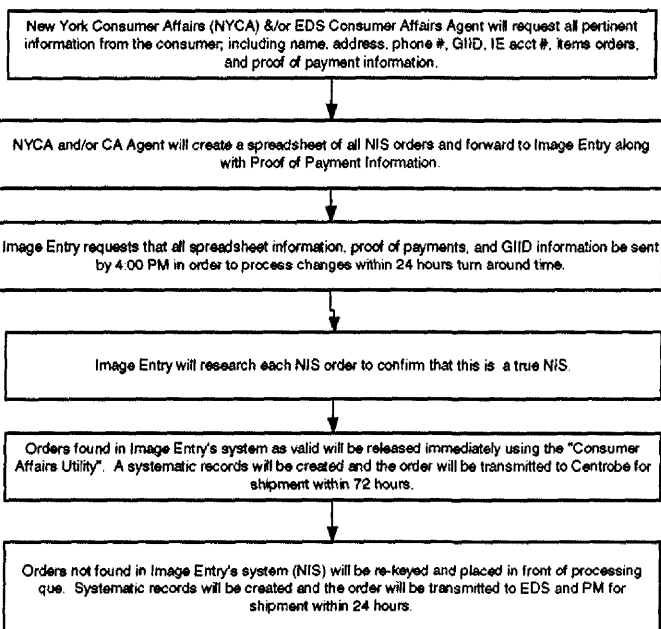 New York Consumer Affairs (NYCA) &/or EDS Consumer Affairs Agent will request all pertinent
information from the consumer; including name, address, phone #, GIID, IE acct #, items orders,
and proof of payment information.
NYCA and/or CA Agent will create a spreadsheet of all NIS orders and forward to Image Entry along
with Proof of Payment Information.
Image Entry requests that all spreadsheet information, proof of payments, and GIID information be sent
by 4:00 PM in order to process changes within 24 hours turn around time.
Image Entry will research each NIS order to confirm that this is a true NIS.
Orders found in Image Entry's system as valid will be released immediately using the "Consumer
Affairs Utility". A systematic records will be created and the order will be transmitted to Centrobe for
shipment within 72 hours.
Orders not found in Image Entry's system (NIS) will be re-keyed and placed in front of processing
que. Systematic records will be created and the order will be transmitted to EDS and PM for
shipment within 24 hours.